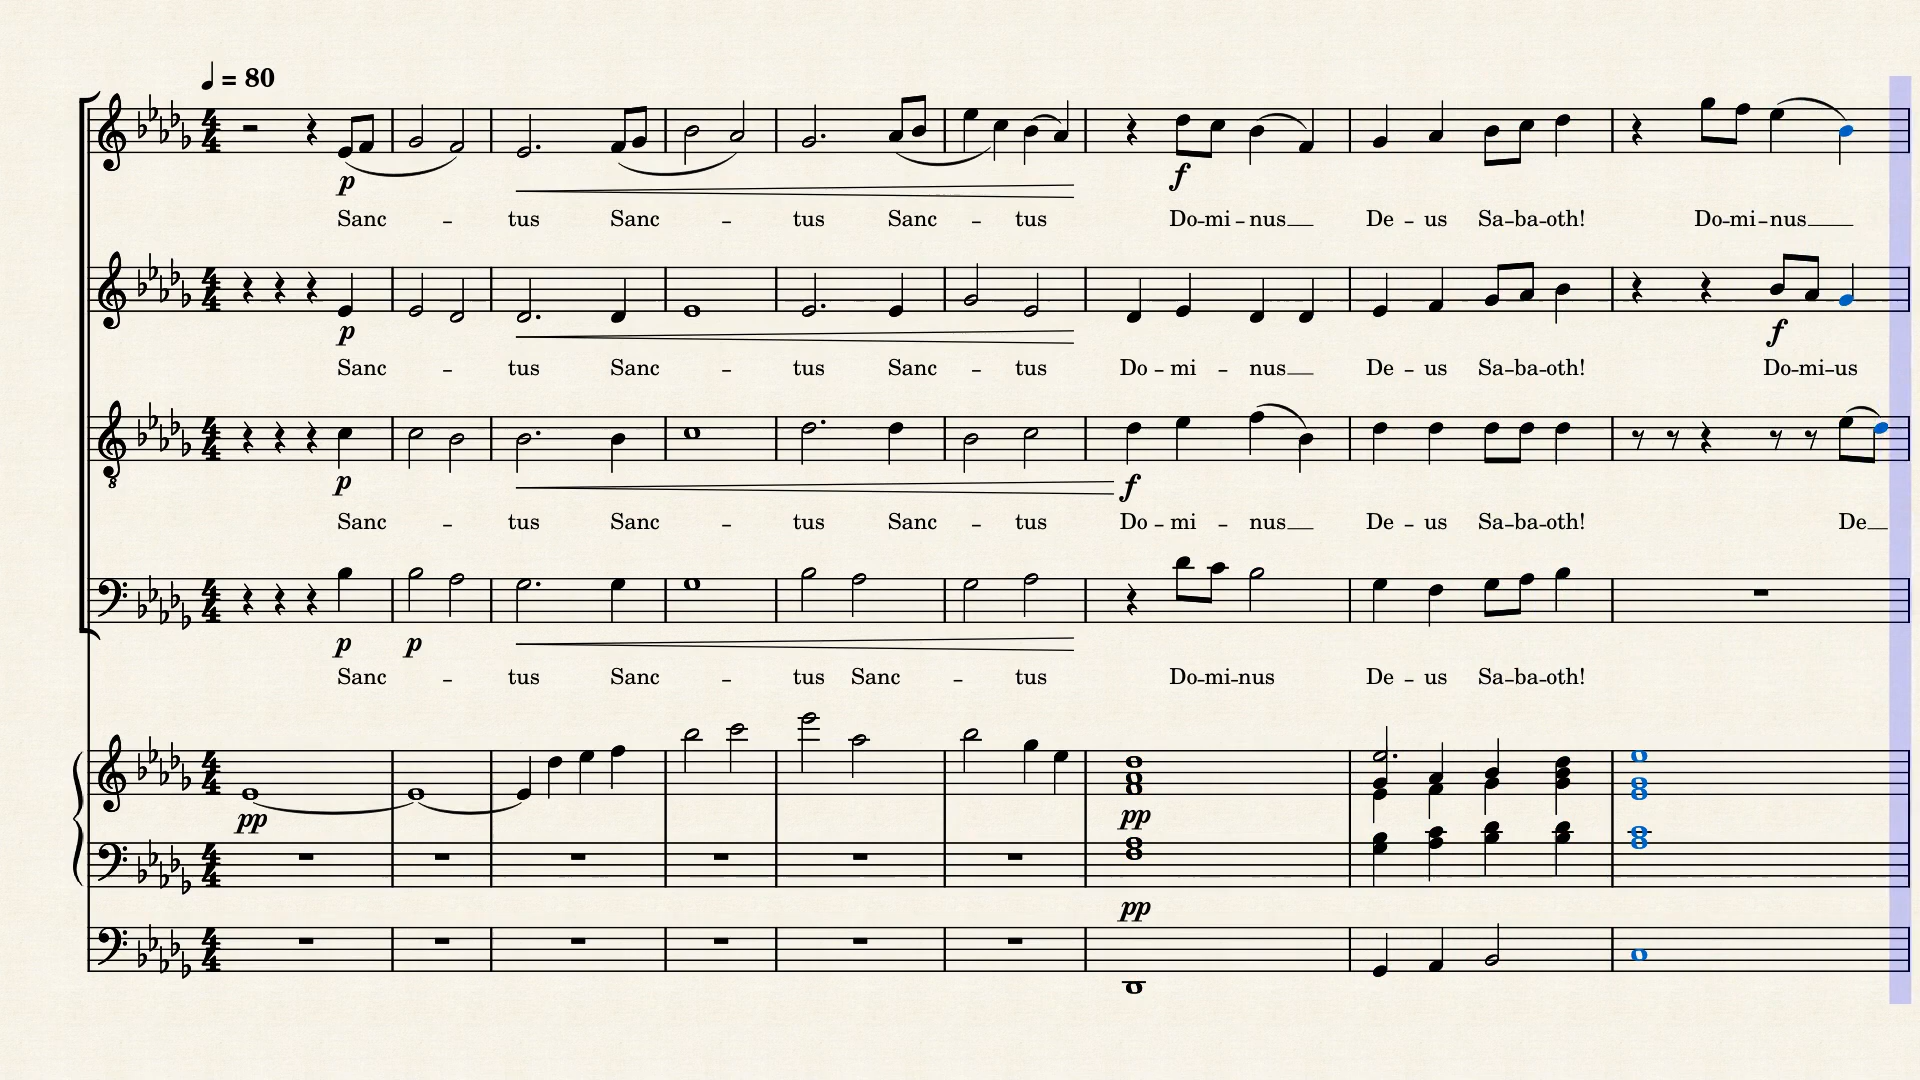 ♩ = 80
p f
Sanc - tus Sanc - tus Sanc - tus Do-mi-nus__ De - us Sa-ba-oth! Do-mi-nus__
p f
Sanc - tus Sanc - tus Sanc - tus Do-mi - nus__ De - us Sa-ba-oth! Do-mi-us
p f
Sanc - tus Sanc - tus Sanc - tus Do-mi - nus__ De - us Sa-ba-oth! De__
p p
Sanc - tus Sanc - tus Sanc - tus Do-mi-nus De - us Sa-ba-oth!
pp pp
pp